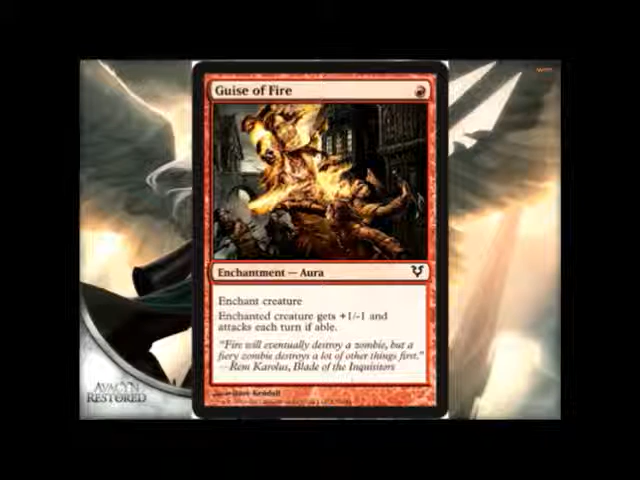 Guise of Fire
Enchantment — Aura
Enchant creature
Enchanted creature gets +1/-1 and
attacks each turn if able.
"Fire will eventually destroy a zombie, but a
fiery zombie destroys a lot of other things first."
—Rem Karolus, Blade of the Inquisitors
Kendall
AVACYN
RESTORED